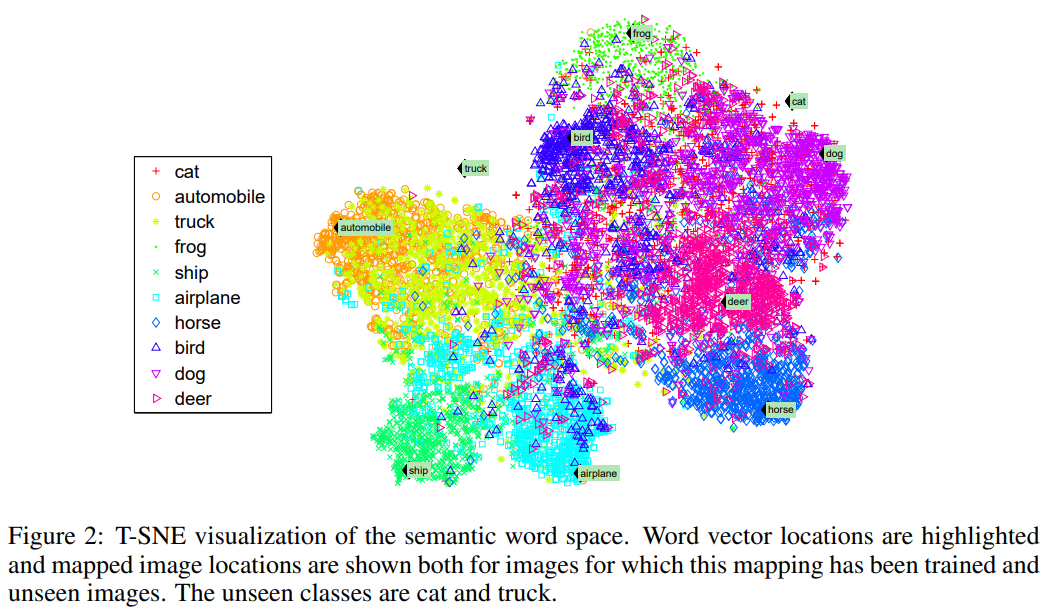 frog
cat
bird
dog
truck
cat
automobile
truck
frog
ship
airplane
horse
bird
dog
deer
automobile
deer
horse
ship
airplane
Figure 2: T-SNE visualization of the semantic word space. Word vector locations are highlighted
and mapped image locations are shown both for images for which this mapping has been trained and
unseen images. The unseen classes are cat and truck.